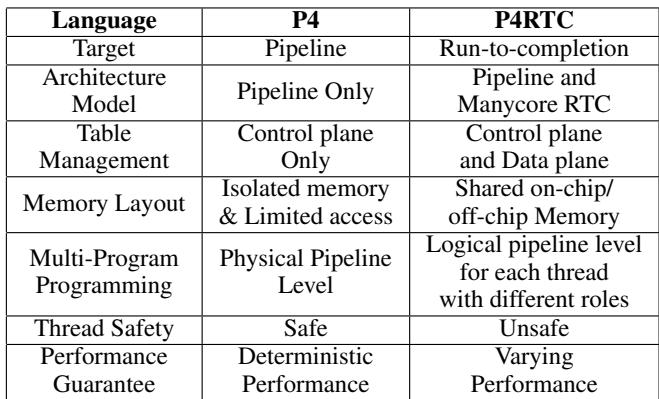 Language P4 P4RTC
Target Pipeline Run-to-completion
Architecture Model Pipeline Only Pipeline and Manycore RTC
Table Management Control plane Only Control plane and Data plane
Memory Layout Isolated memory & Limited access Shared on-chip/ off-chip Memory
Multi-Program Programming Physical Pipeline Level Logical pipeline level for each thread with different roles
Thread Safety Safe Unsafe
Performance Guarantee Deterministic Performance Varying Performance